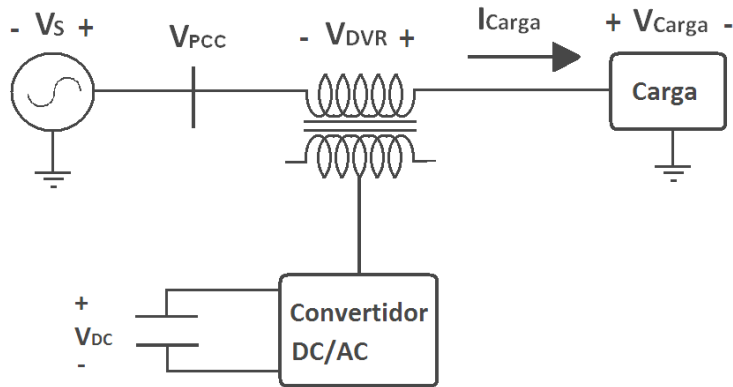 - Vs +
VPCC
- VDVR +
ICarga
+ VCarga -
Carga
+
VDC
-
Convertidor
DC/AC